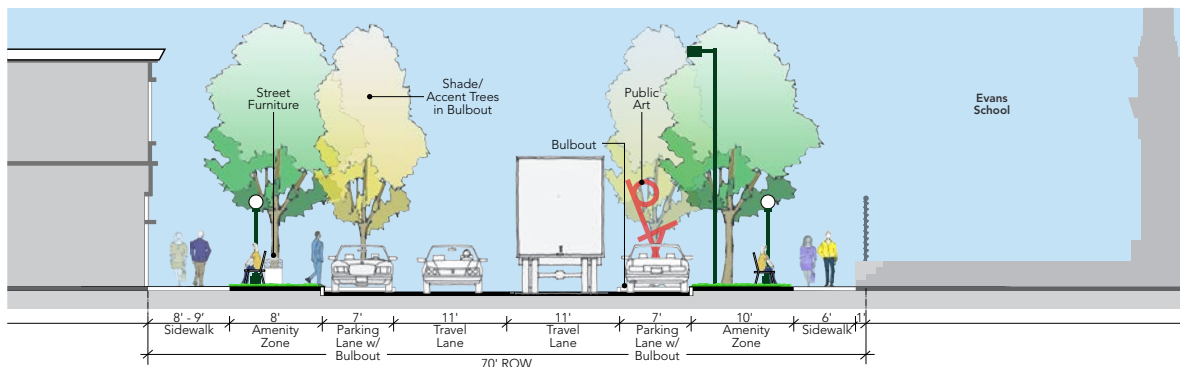 Shade/
Accent Trees
in Bulbout
Street
Furniture
Public
Art
Evans
School
Bulbout
8' - 9'
Sidewalk
8'
Amenity
Zone
7'
Parking
Lane w/
Bulbout
11'
Travel
Lane
11'
Travel
Lane
7'
Parking
Lane w/
Bulbout
10'
Amenity
Zone
6'
Sidewalk
1'
70' ROW